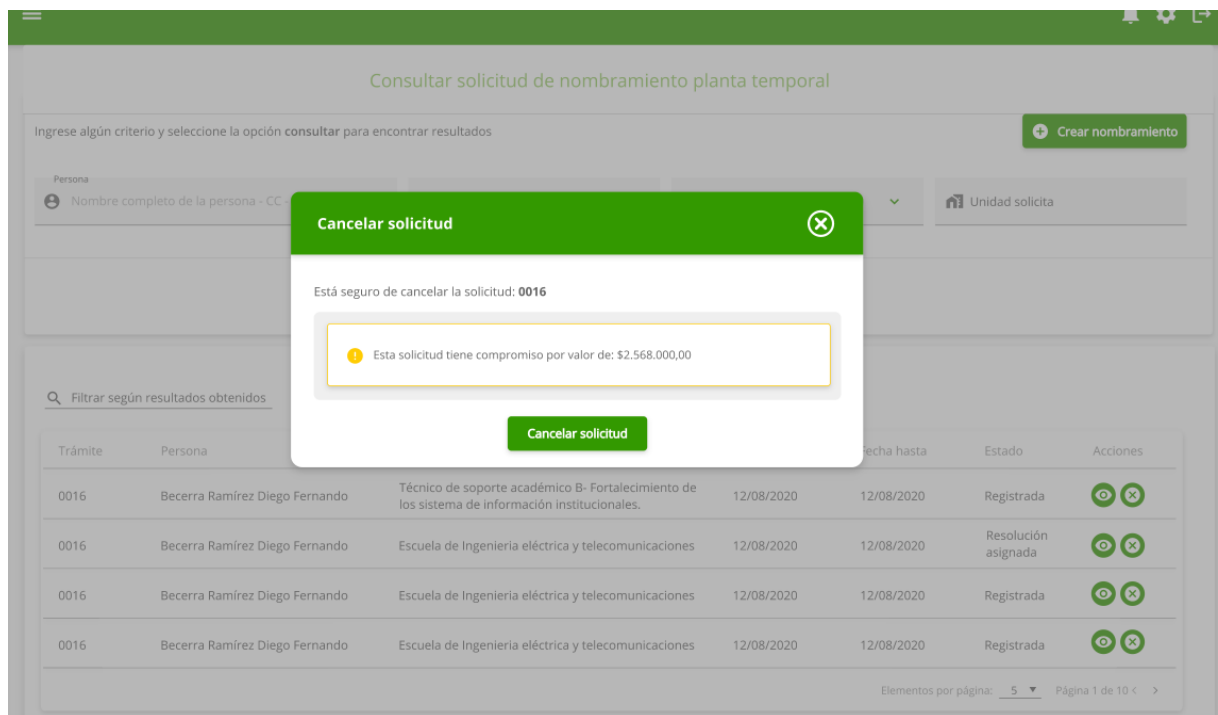 Consultar solicitud de nombramiento planta temporal
Ingrese algún criterio y seleccione la opción consultar para encontrar resultados
Crear nombramiento
Persona
Nombre completo de la persona - CC -
Unidad solicita
Cancelar solicitud
Está seguro de cancelar la solicitud: 0016
Esta solicitud tiene compromiso por valor de: $2.568.000,00
Cancelar solicitud
Filtrar según resultados obtenidos
Trámite Persona Fecha hasta Estado Acciones
0016 Becerra Ramírez Diego Fernando Técnico de soporte académico B- Fortalecimiento de 12/08/2020 12/08/2020 Registrada
los sistema de información institucionales.
0016 Becerra Ramírez Diego Fernando Escuela de Ingenieria eléctrica y telecomunicaciones 12/08/2020 12/08/2020 Resolución
asignada
0016 Becerra Ramírez Diego Fernando Escuela de Ingenieria eléctrica y telecomunicaciones 12/08/2020 12/08/2020 Registrada
0016 Becerra Ramírez Diego Fernando Escuela de Ingenieria eléctrica y telecomunicaciones 12/08/2020 12/08/2020 Registrada
Elementos por página: 5 Página 1 de 10 < >